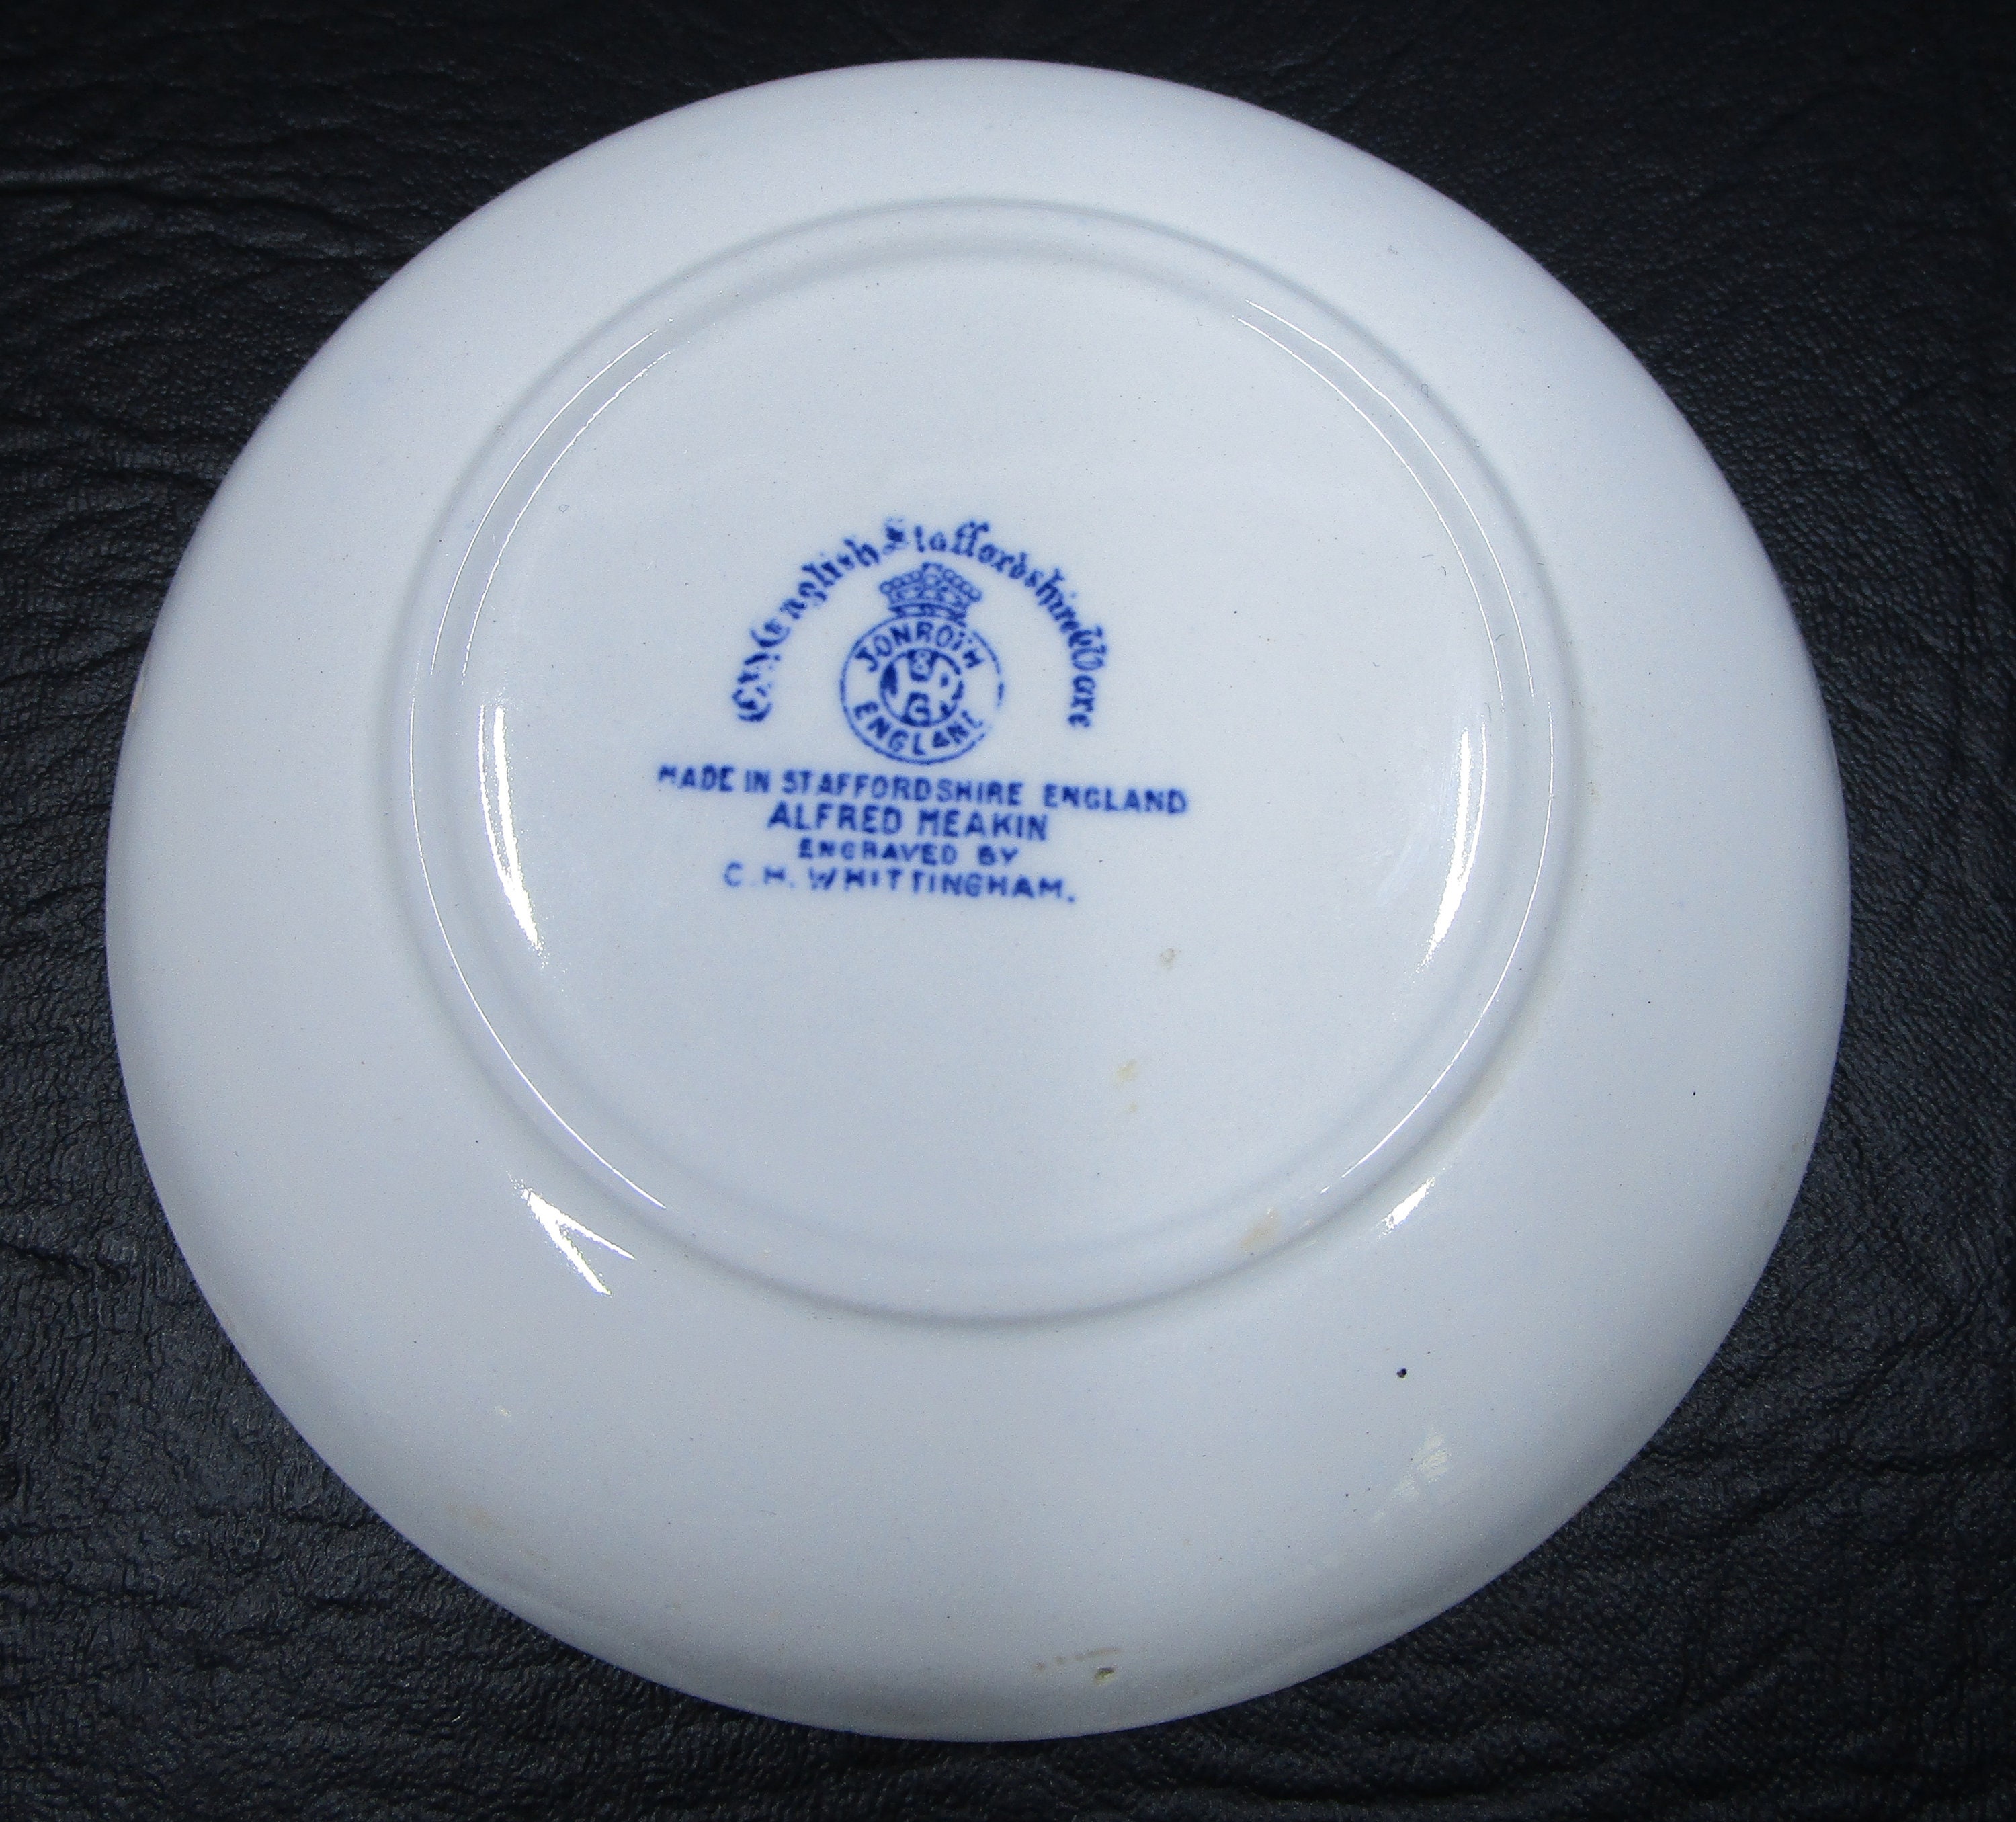 Old English Staffordshire Ware
JONROTH
ENGLAND
MADE IN STAFFORDSHIRE ENGLAND
ALFRED MEAKIN
ENGRAVED BY
C. H. WHITTINGHAM.